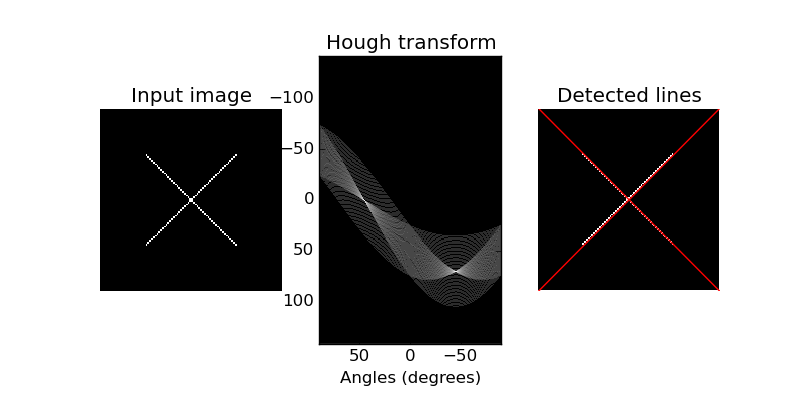 Input image
Hough transform
Detected lines
−100
−50
0
50
100
50 0 −50
Angles (degrees)